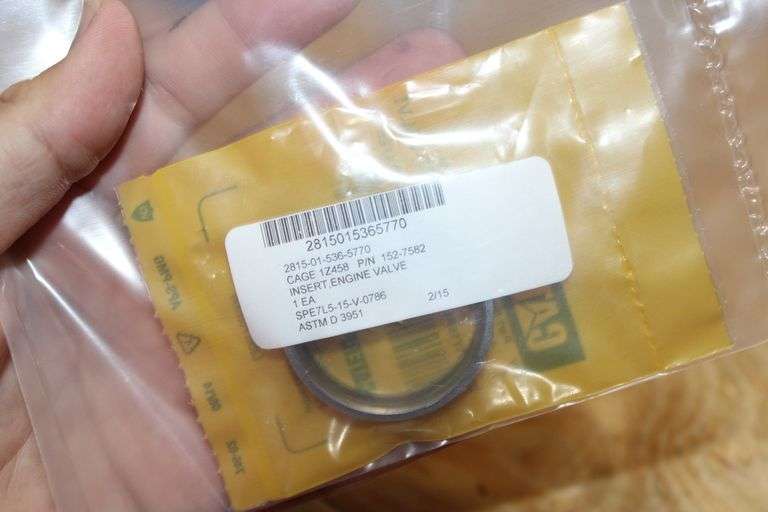 2815015365770
2815-01-536-5770
CAGE 1Z458 P/N 152-7582
INSERT,ENGINE VALVE
1 EA
SPE7L5-15-V-0786 2/15
ASTM D 3951
CAT